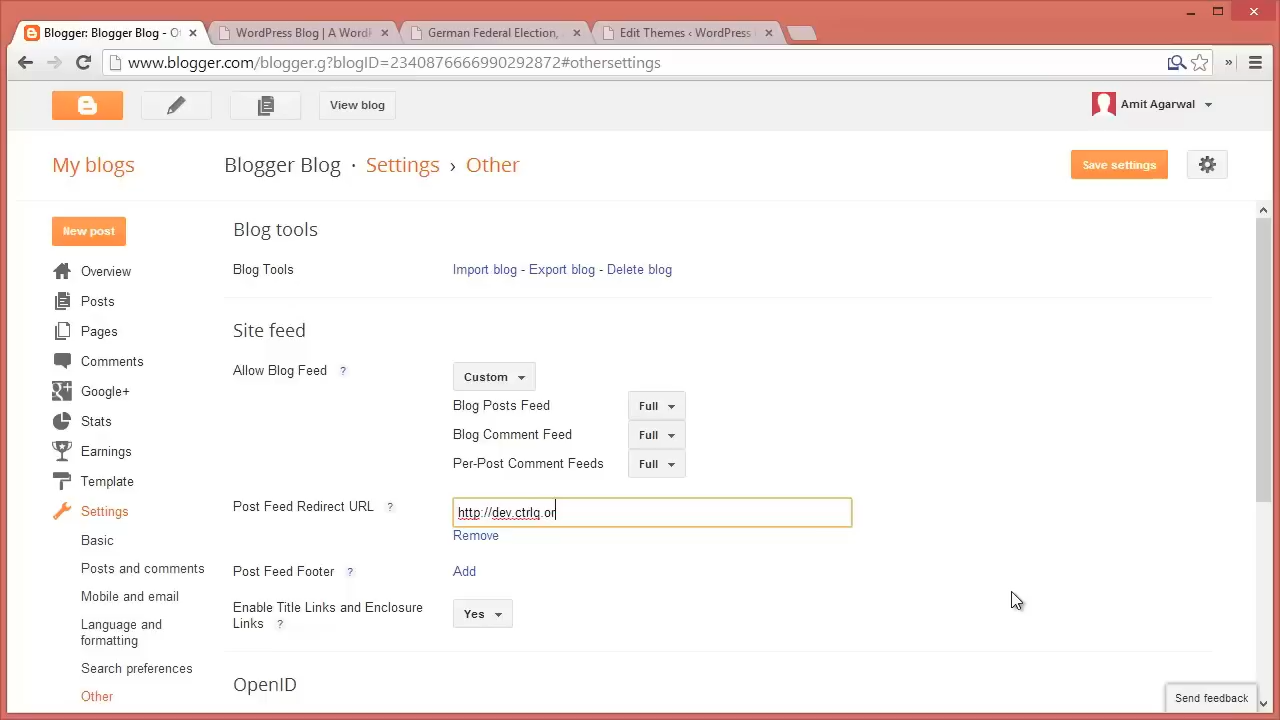 Blogger: Blogger Blog - Ot
WordPress Blog | A WordP
German Federal Election,
Edit Themes ‹ WordPress
www.blogger.com/blogger.g?blogID=2340876666990292872#othersettings
View blog
Amit Agarwal
My blogs
Blogger Blog · Settings › Other
Save settings
New post
Overview
Posts
Pages
Comments
Google+
Stats
Earnings
Template
Settings
Basic
Posts and comments
Mobile and email
Language and
formatting
Search preferences
Other
Blog tools
Blog Tools
Import blog - Export blog - Delete blog
Site feed
Allow Blog Feed ?
Custom
Blog Posts Feed Full
Blog Comment Feed Full
Per-Post Comment Feeds Full
Post Feed Redirect URL ?
http://dev.ctrlq.or
Remove
Post Feed Footer ?
Add
Enable Title Links and Enclosure
Links ?
Yes
OpenID
Send feedback